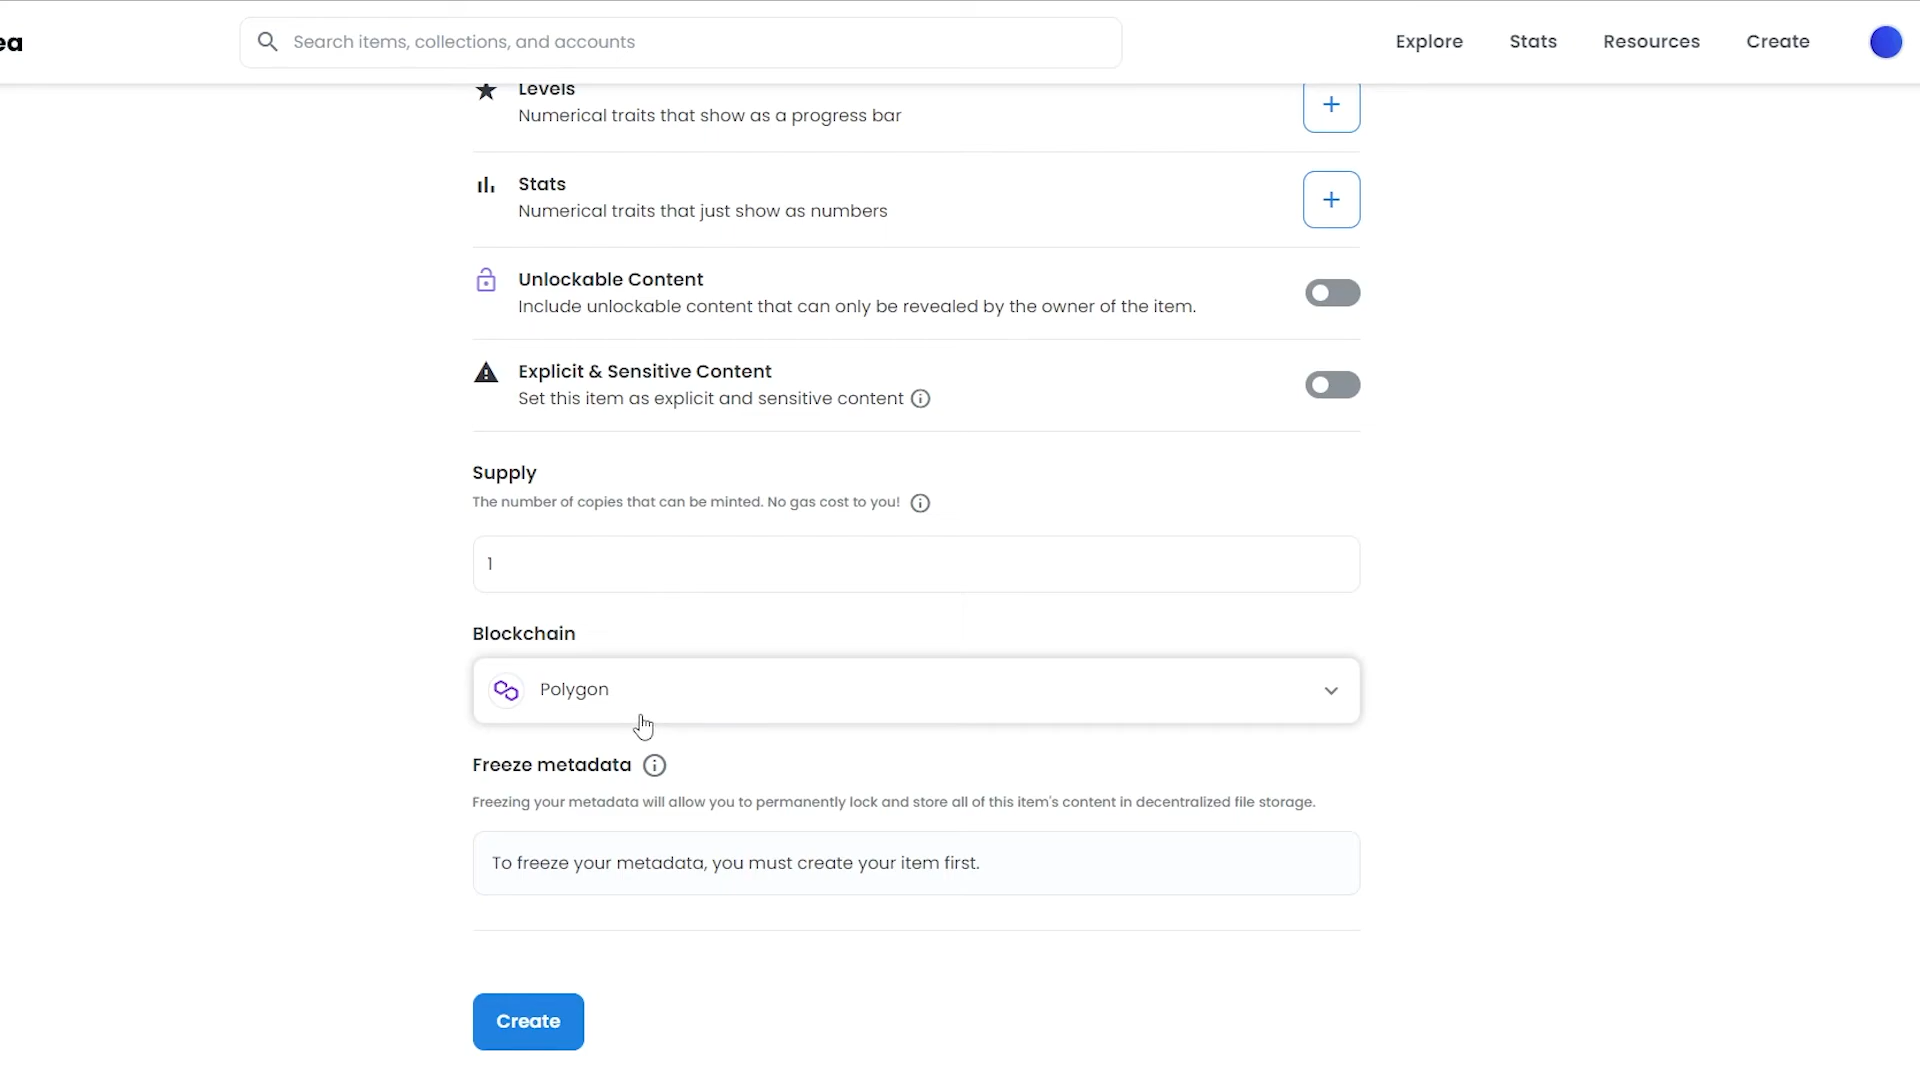 ea
Search items, collections, and accounts
Explore
Stats
Resources
Create
Levels
Numerical traits that show as a progress bar
Stats
Numerical traits that just show as numbers
Unlockable Content
Include unlockable content that can only be revealed by the owner of the item.
Explicit & Sensitive Content
Set this item as explicit and sensitive content
Supply
The number of copies that can be minted. No gas cost to you!
1
Blockchain
Polygon
Freeze metadata
Freezing your metadata will allow you to permanently lock and store all of this item's content in decentralized file storage.
To freeze your metadata, you must create your item first.
Create